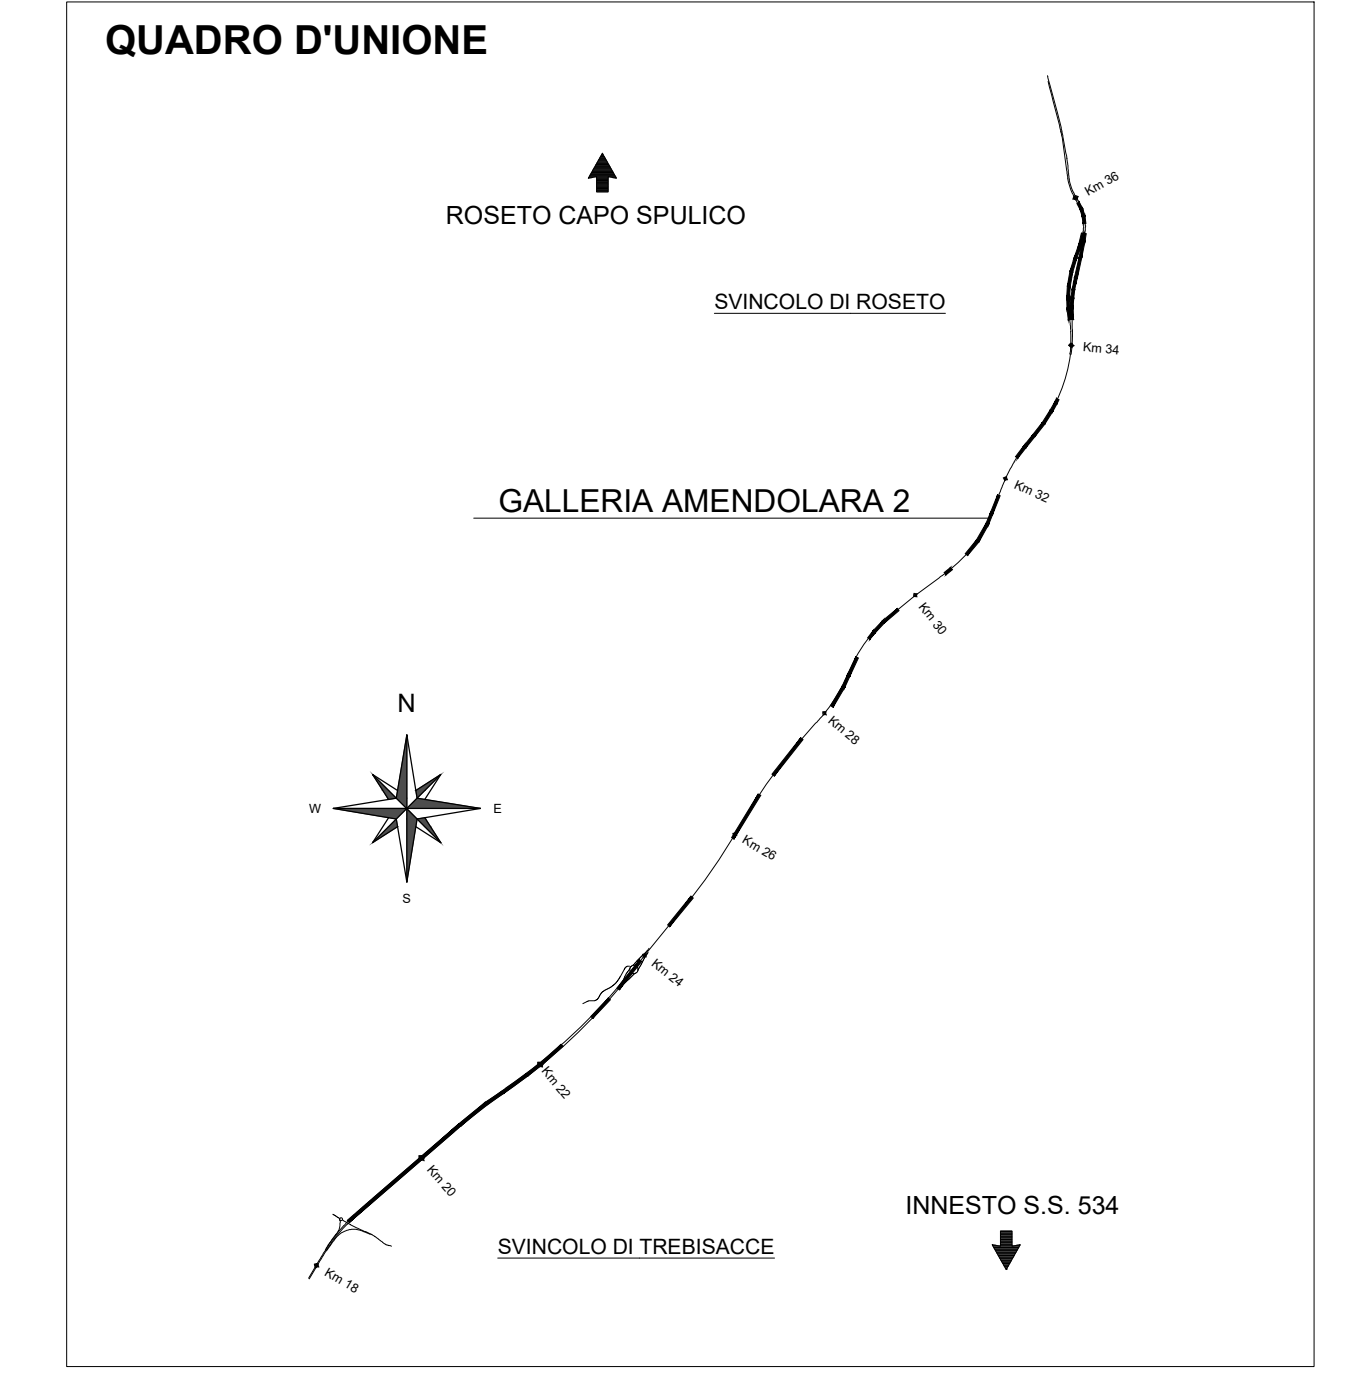 QUADRO D'UNIONE
Km 36
ROSETO CAPO SPULICO
SVINCOLO DI ROSETO
Km 34
GALLERIA AMENDOLARA 2
Km 32
Km 30
N
Km 28
W
E
Km 26
S
Km 24
Km 22
Km 20
INNESTO S.S. 534
SVINCOLO DI TREBISACCE
Km 18